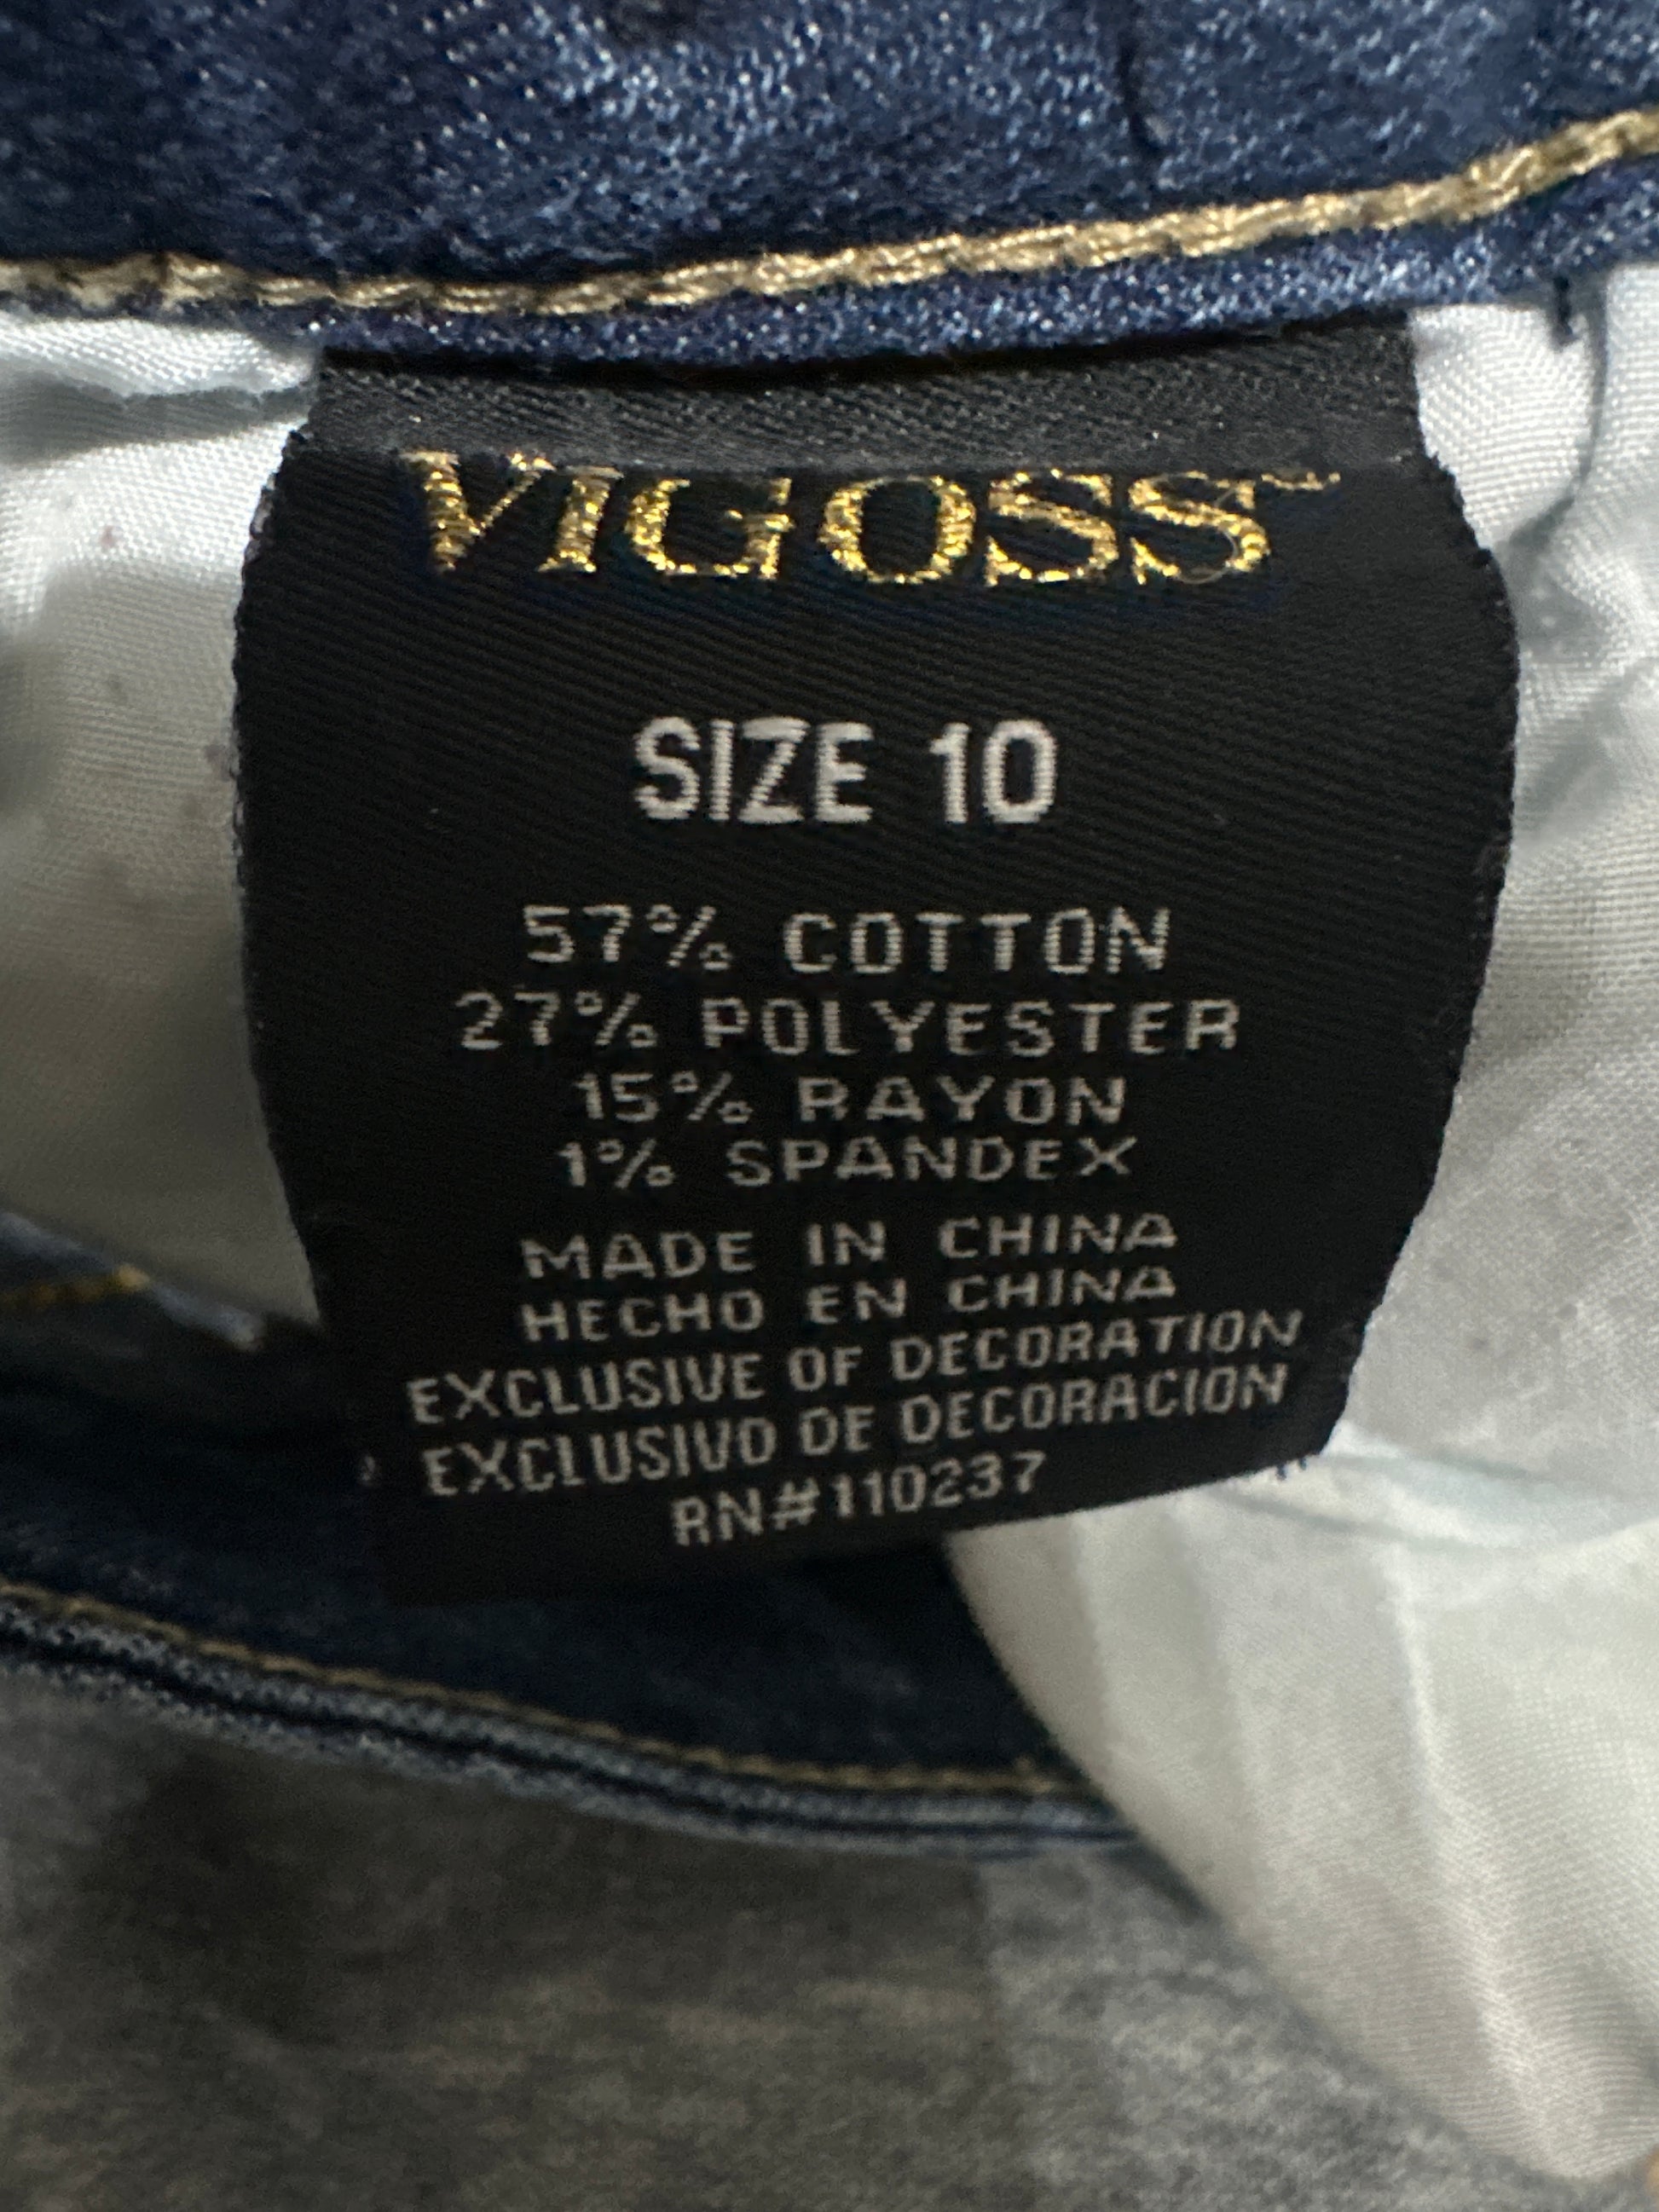 VIGOSS
SIZE 10
57% COTTON
27% POLYESTER
15% RAYON
1% SPANDEX
MADE IN CHINA
HECHO EN CHINA
EXCLUSIVE OF DECORATION
EXCLUSIVO DE DECORACION
RN#110237